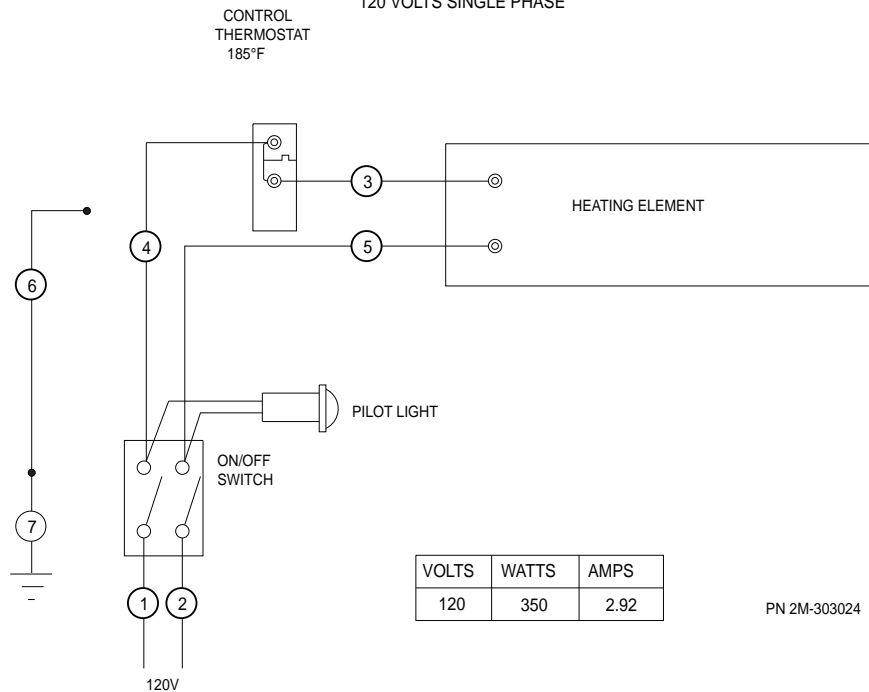 120 VOLTS SINGLE PHASE
CONTROL
THERMOSTAT
185°F
3
HEATING ELEMENT
4
5
6
PILOT LIGHT
ON/OFF
SWITCH
7
VOLTS WATTS AMPS
120 350 2.92
1 2
PN 2M-303024
120V